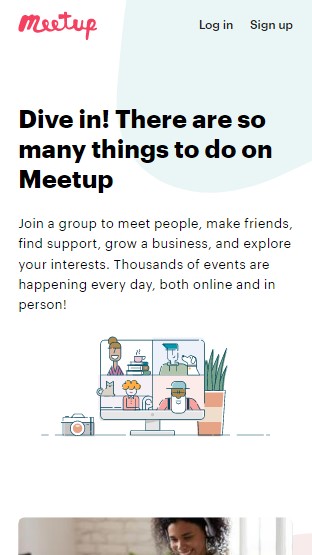 Meetup
Log in
Sign up
Dive in! There are so
many things to do on
Meetup
Join a group to meet people, make friends,
find support, grow a business, and explore
your interests. Thousands of events are
happening every day, both online and in
person!